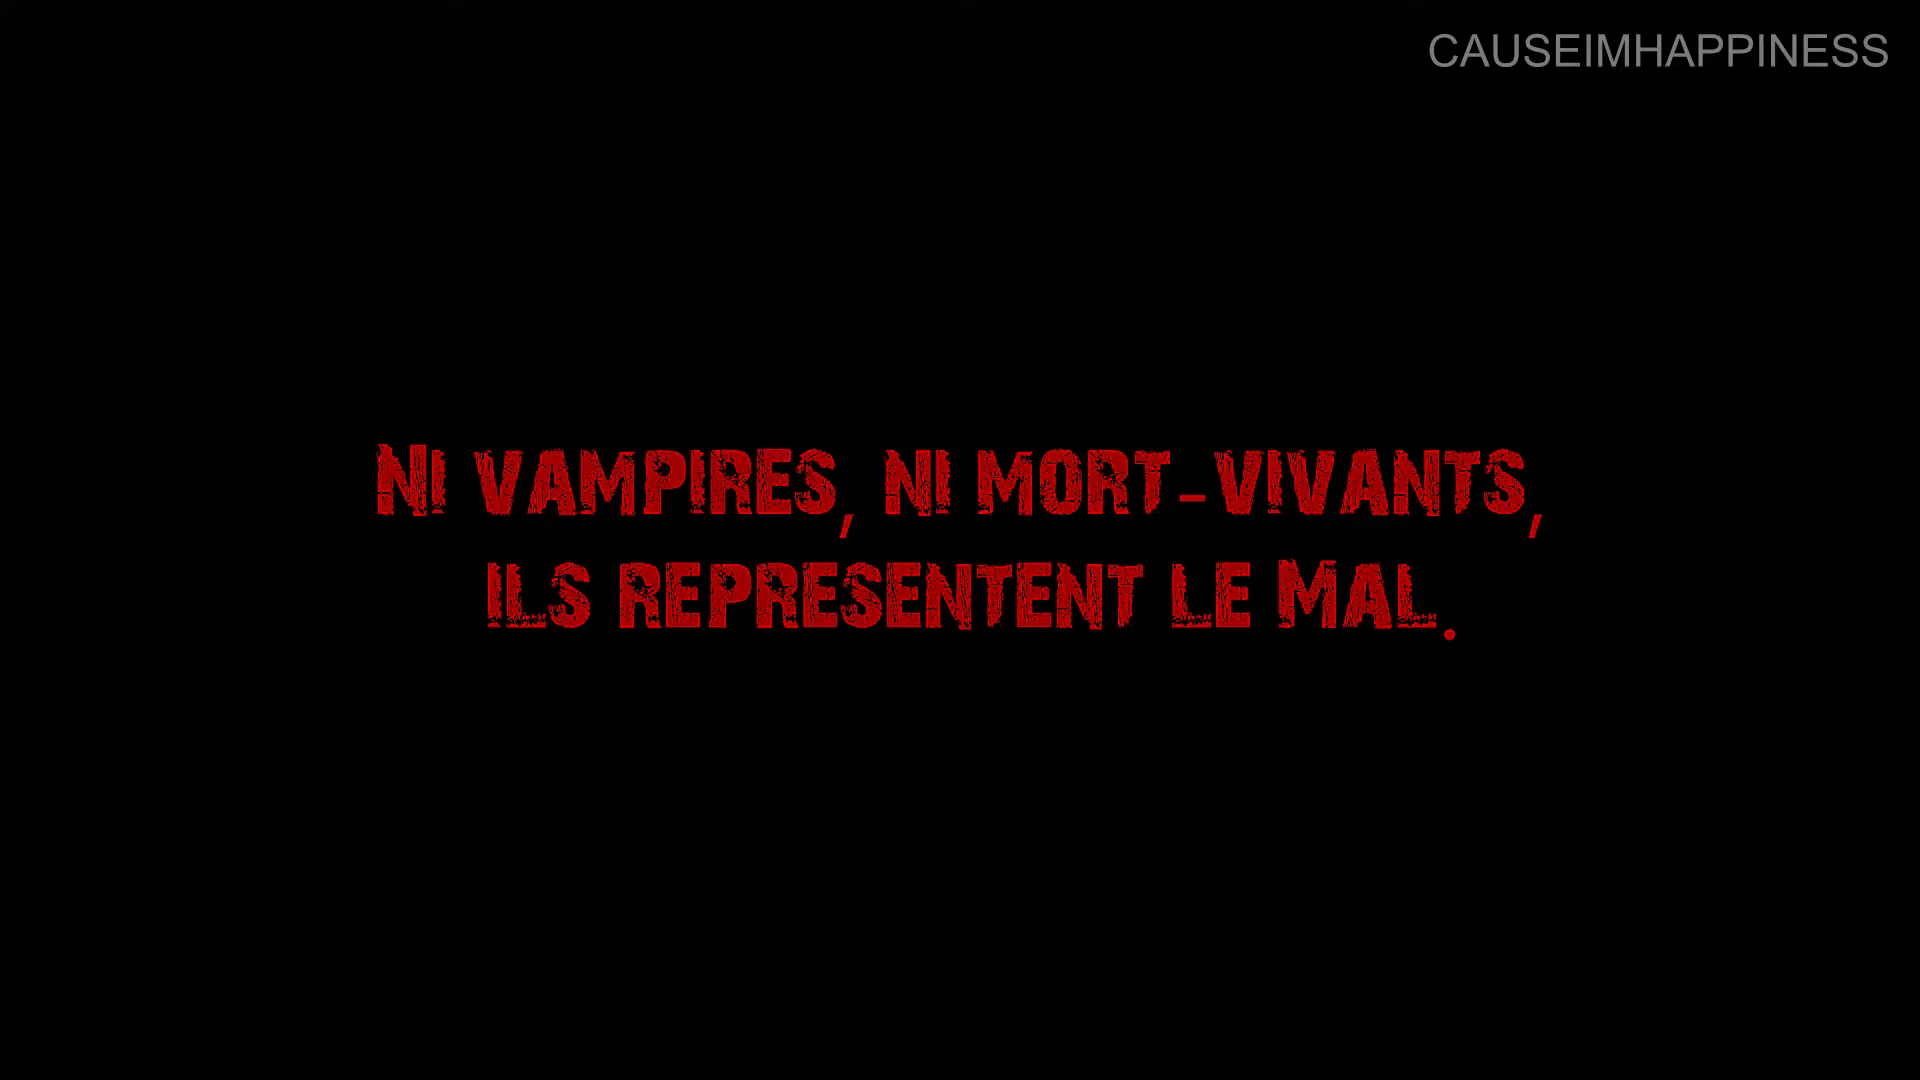 CAUSEIMHAPPINESS
Ni vampires, ni mort-vivants,
ils representent le Mal.